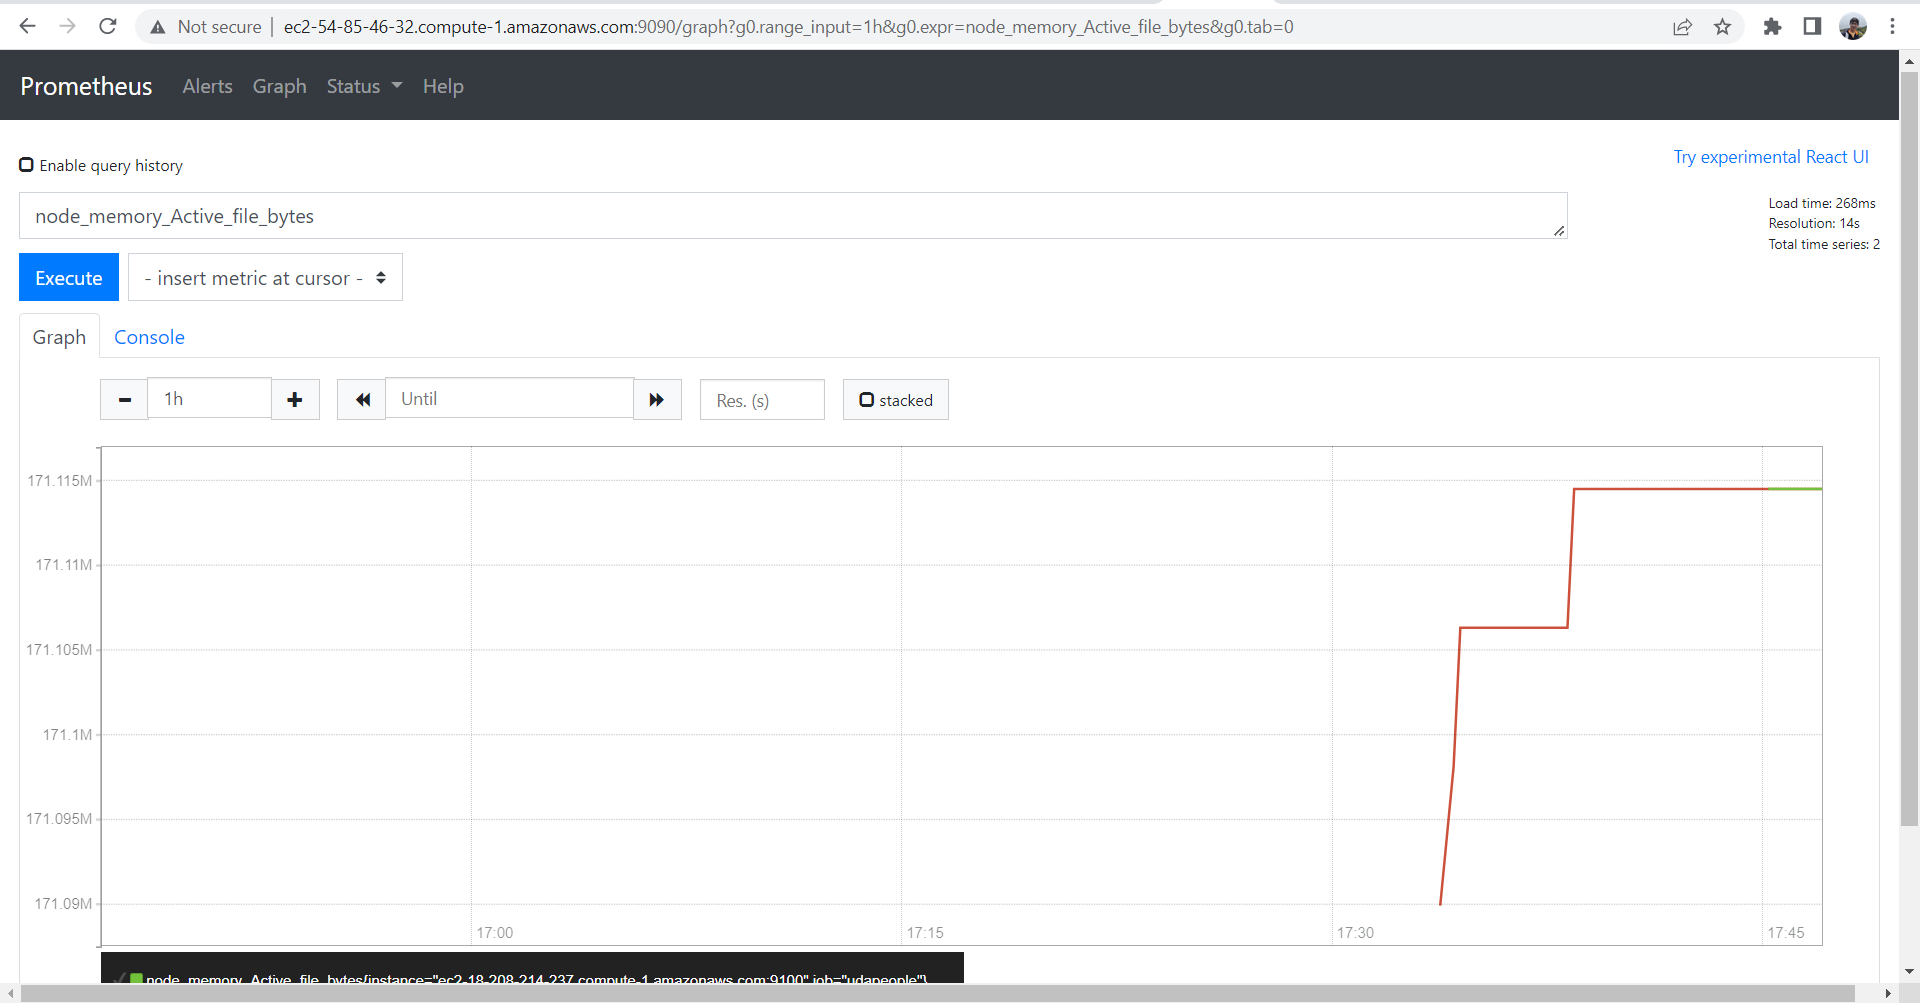 Not secure | ec2-54-85-46-32.compute-1.amazonaws.com:9090/graph?g0.range_input=1h&g0.expr=node_memory_Active_file_bytes&g0.tab=0
Prometheus Alerts Graph Status Help
Try experimental React UI
Enable query history
node_memory_Active_file_bytes
Load time: 268ms
Resolution: 14s
Total time series: 2
Execute - insert metric at cursor -
Graph Console
1h Until Res. (s) stacked
171.115M
171.11M
171.105M
171.1M
171.095M
171.09M
17:00 17:15 17:30 17:45
node_memory_Active_file_bytes{instance="ec2-18-208-214-237.compute-1.amazonaws.com:9100",job="udapeople"}